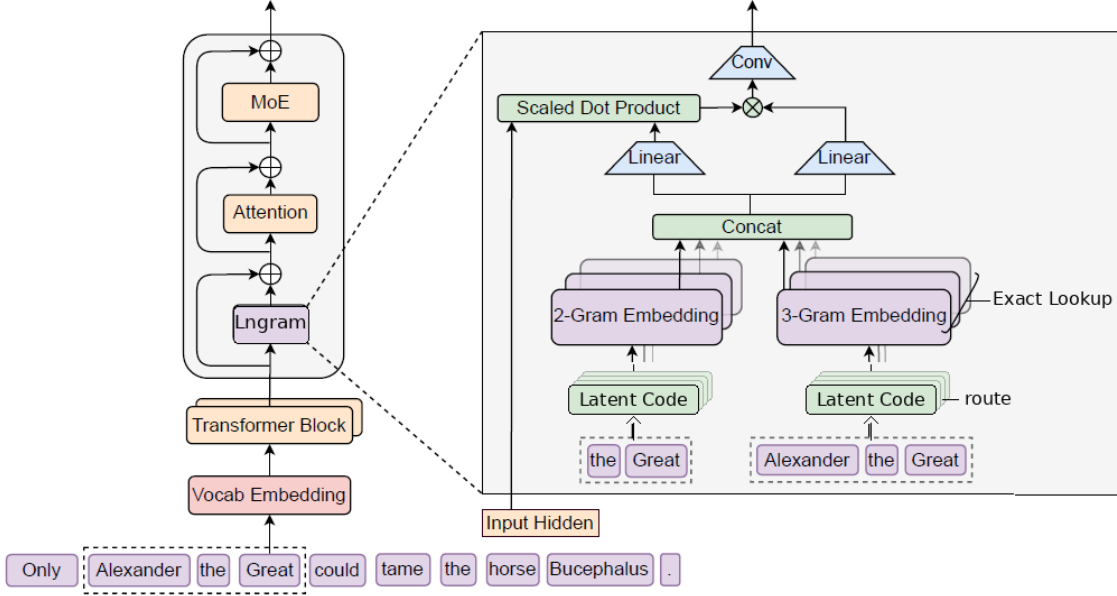 MoE
Attention
Lngram
Transformer Block
Vocab Embedding
Only Alexander the Great could tame the horse Bucephalus .
Conv
Scaled Dot Product
Linear Linear
Concat
2-Gram Embedding 3-Gram Embedding Exact Lookup
Latent Code Latent Code route
the Great Alexander the Great
Input Hidden